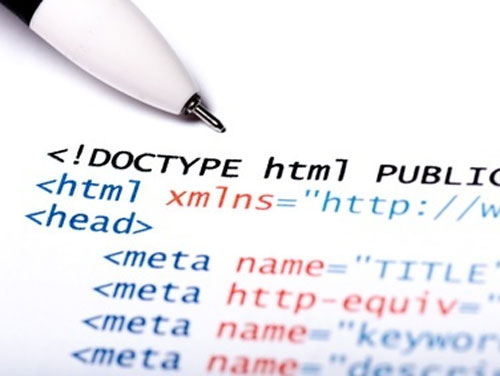 <!DOCTYPE html PUBLIC
<html xmlns="http://w
<head>
<meta name="TITLE"
<meta http-equiv="
<meta name="keywor
<meta name="descri